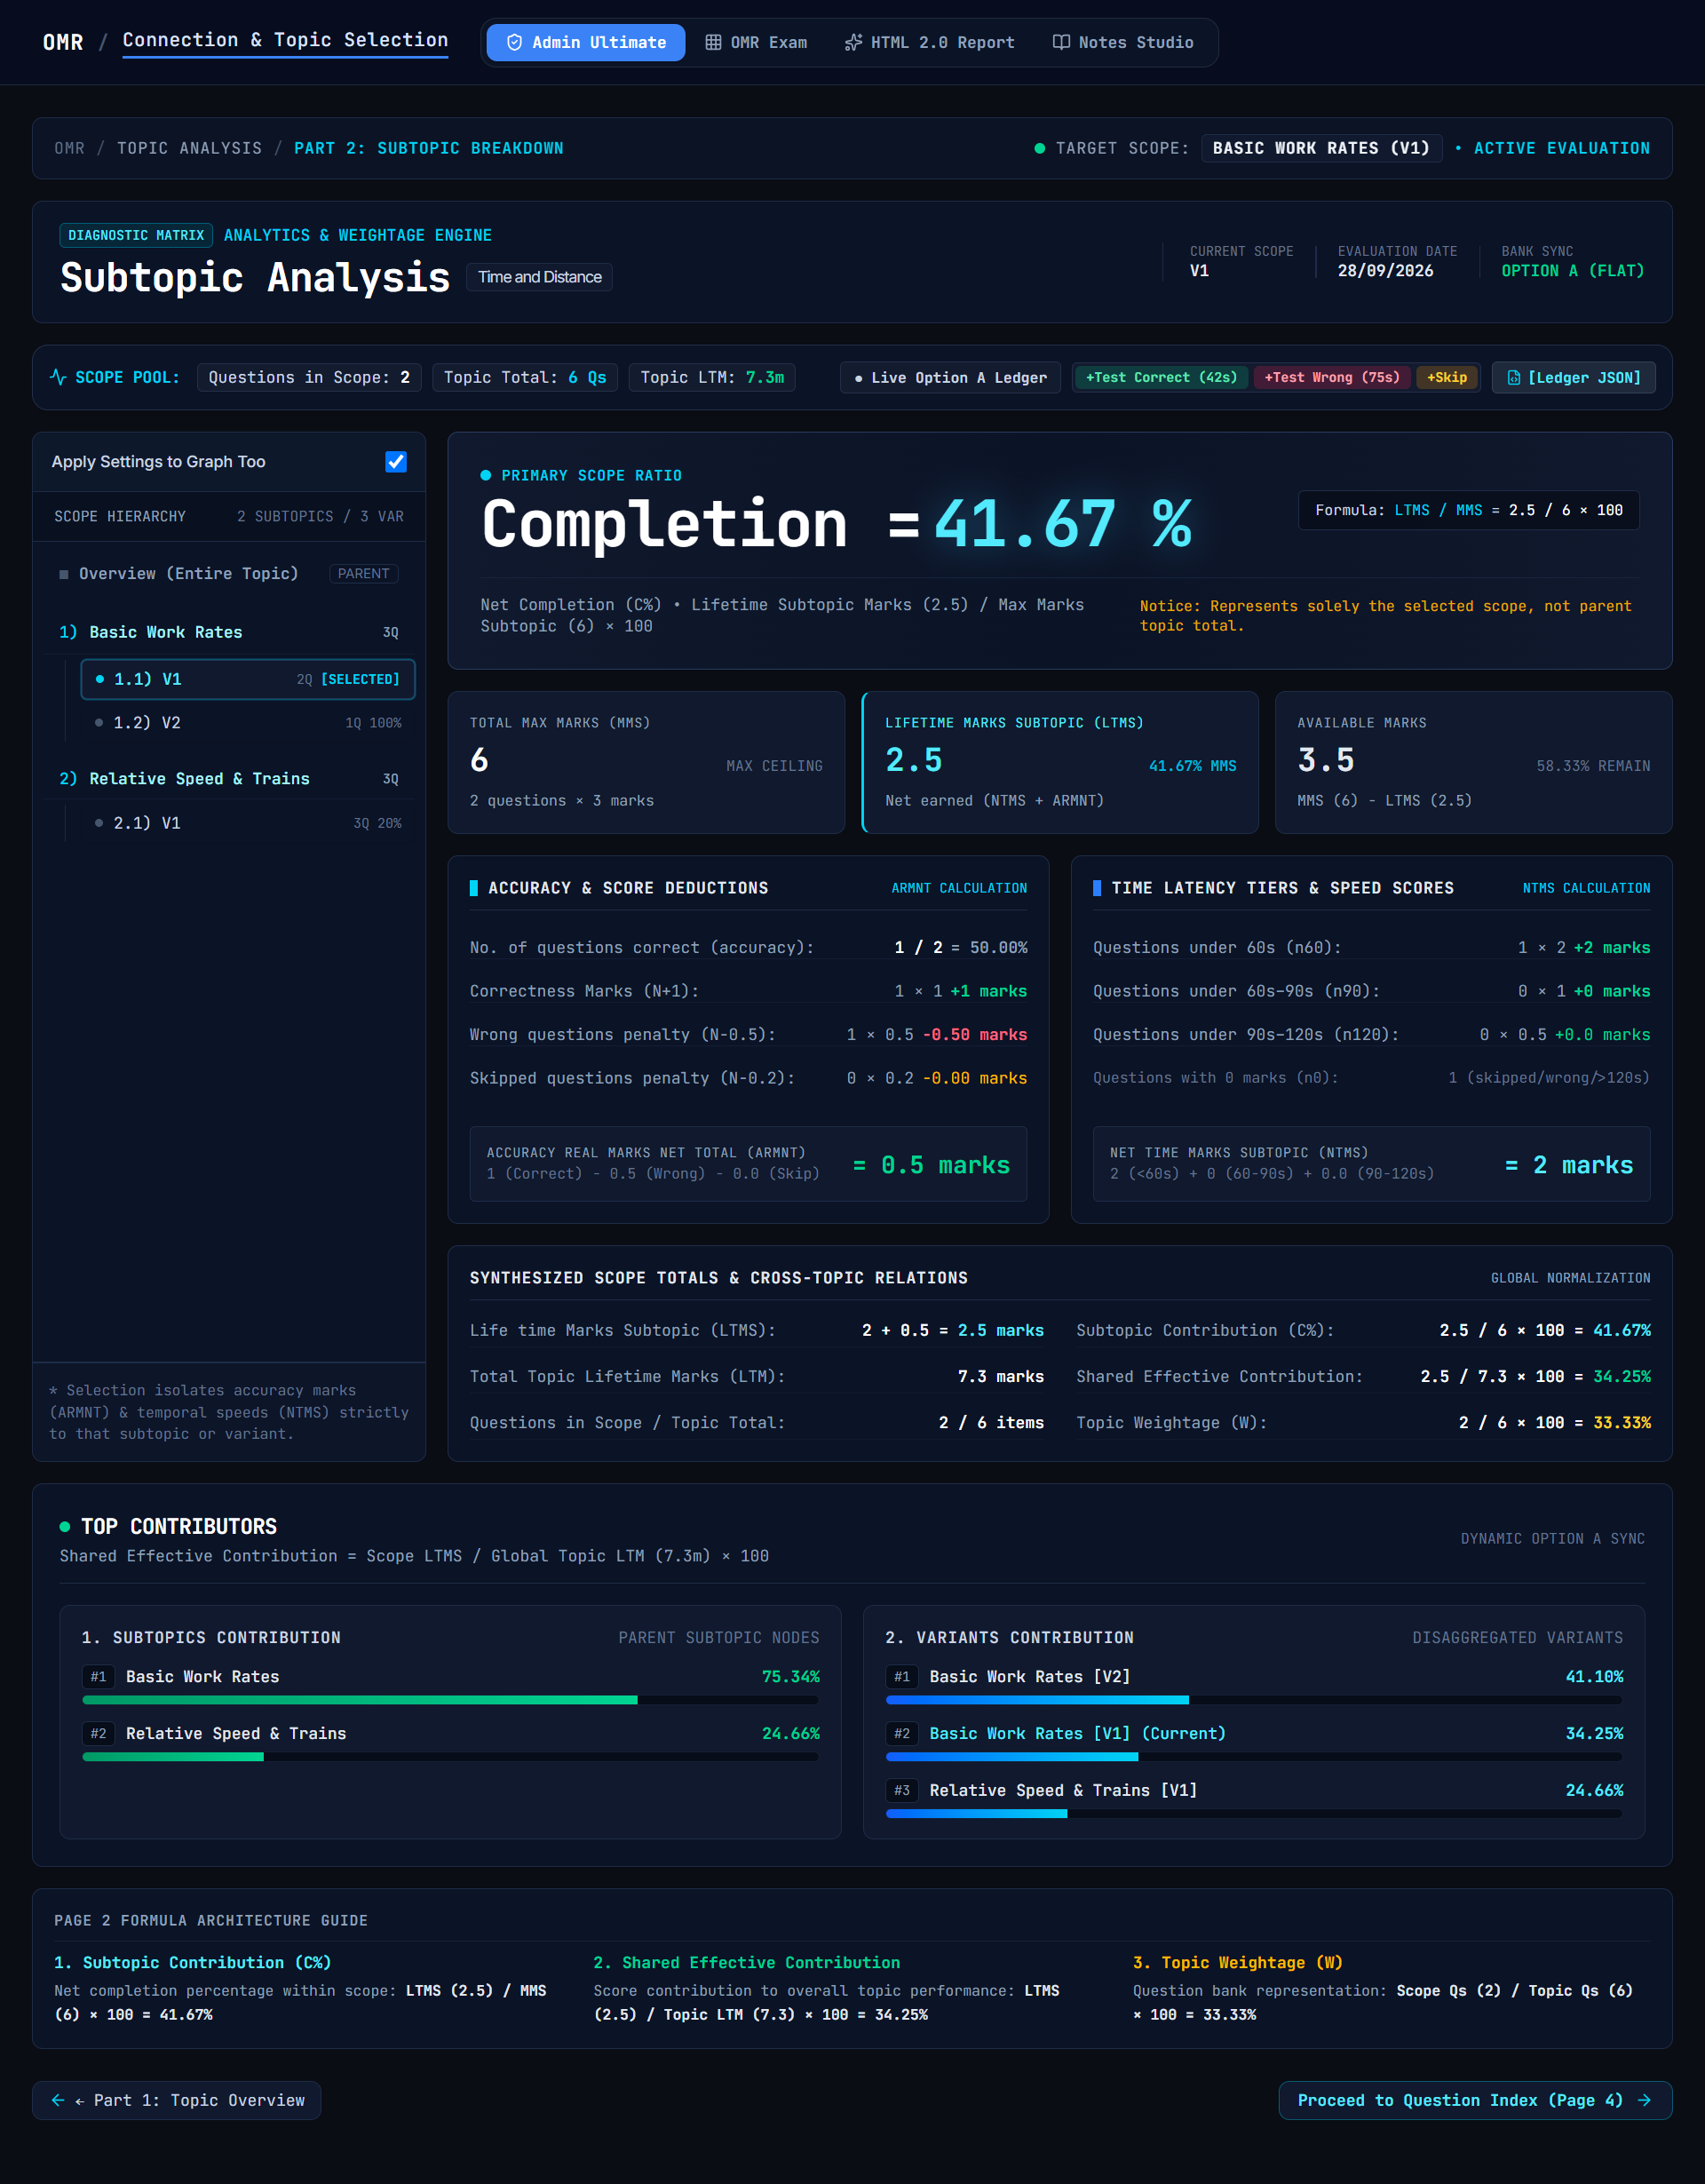 OMR / Connection & Topic Selection
Admin Ultimate
OMR Exam
HTML 2.0 Report
Notes Studio
OMR / TOPIC ANALYSIS / PART 2: SUBTOPIC BREAKDOWN
TARGET SCOPE: BASIC WORK RATES (V1) • ACTIVE EVALUATION
DIAGNOSTIC MATRIX ANALYTICS & WEIGHTAGE ENGINE
Subtopic Analysis Time and Distance
CURRENT SCOPE
V1
EVALUATION DATE
28/09/2026
BANK SYNC
OPTION A (FLAT)
SCOPE POOL: Questions in Scope: 2 Topic Total: 6 Qs Topic LTM: 7.3m
● Live Option A Ledger +Test Correct (42s) +Test Wrong (75s) +Skip [Ledger JSON]
Apply Settings to Graph Too
SCOPE HIERARCHY 2 SUBTOPICS / 3 VAR
■ Overview (Entire Topic) PARENT
1) Basic Work Rates 3Q
1.1) V1 2Q [SELECTED]
1.2) V2 1Q 100%
2) Relative Speed & Trains 3Q
2.1) V1 3Q 20%
* Selection isolates accuracy marks
(ARMNT) & temporal speeds (NTMS) strictly
to that subtopic or variant.
PRIMARY SCOPE RATIO
Completion = 41.67 %
Formula: LTMS / MMS = 2.5 / 6 × 100
Net Completion (C%) • Lifetime Subtopic Marks (2.5) / Max Marks
Subtopic (6) × 100
Notice: Represents solely the selected scope, not parent
topic total.
TOTAL MAX MARKS (MMS)
6 MAX CEILING
2 questions × 3 marks
LIFETIME MARKS SUBTOPIC (LTMS)
2.5 41.67% MMS
Net earned (NTMS + ARMNT)
AVAILABLE MARKS
3.5 58.33% REMAIN
MMS (6) - LTMS (2.5)
ACCURACY & SCORE DEDUCTIONS ARMNT CALCULATION
No. of questions correct (accuracy): 1 / 2 = 50.00%
Correctness Marks (N+1): 1 × 1 +1 marks
Wrong questions penalty (N-0.5): 1 × 0.5 -0.50 marks
Skipped questions penalty (N-0.2): 0 × 0.2 -0.00 marks
ACCURACY REAL MARKS NET TOTAL (ARMNT)
1 (Correct) - 0.5 (Wrong) - 0.0 (Skip)
= 0.5 marks
TIME LATENCY TIERS & SPEED SCORES NTMS CALCULATION
Questions under 60s (n60): 1 × 2 +2 marks
Questions under 60s–90s (n90): 0 × 1 +0 marks
Questions under 90s–120s (n120): 0 × 0.5 +0.0 marks
Questions with 0 marks (n0): 1 (skipped/wrong/>120s)
NET TIME MARKS SUBTOPIC (NTMS)
2 (<60s) + 0 (60-90s) + 0.0 (90-120s)
= 2 marks
SYNTHESIZED SCOPE TOTALS & CROSS-TOPIC RELATIONS GLOBAL NORMALIZATION
Life time Marks Subtopic (LTMS): 2 + 0.5 = 2.5 marks
Subtopic Contribution (C%): 2.5 / 6 × 100 = 41.67%
Total Topic Lifetime Marks (LTM): 7.3 marks
Shared Effective Contribution: 2.5 / 7.3 × 100 = 34.25%
Questions in Scope / Topic Total: 2 / 6 items
Topic Weightage (W): 2 / 6 × 100 = 33.33%
TOP CONTRIBUTORS
Shared Effective Contribution = Scope LTMS / Global Topic LTM (7.3m) × 100
DYNAMIC OPTION A SYNC
1. SUBTOPICS CONTRIBUTION PARENT SUBTOPIC NODES
#1 Basic Work Rates 75.34%
#2 Relative Speed & Trains 24.66%
2. VARIANTS CONTRIBUTION DISAGGREGATED VARIANTS
#1 Basic Work Rates [V2] 41.10%
#2 Basic Work Rates [V1] (Current) 34.25%
#3 Relative Speed & Trains [V1] 24.66%
PAGE 2 FORMULA ARCHITECTURE GUIDE
1. Subtopic Contribution (C%)
Net completion percentage within scope: LTMS (2.5) / MMS
(6) × 100 = 41.67%
2. Shared Effective Contribution
Score contribution to overall topic performance: LTMS
(2.5) / Topic LTM (7.3) × 100 = 34.25%
3. Topic Weightage (W)
Question bank representation: Scope Qs (2) / Topic Qs (6)
× 100 = 33.33%
← ← Part 1: Topic Overview
Proceed to Question Index (Page 4) →